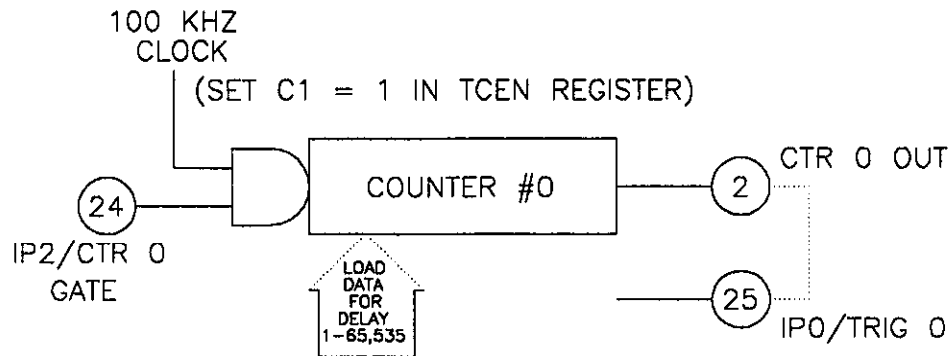 100 KHZ
CLOCK
(SET C1 = 1 IN TCEN REGISTER)
COUNTER #0
2
CTR 0 OUT
24
IP2/CTR 0
GATE
LOAD
DATA
FOR
DELAY
1-65,535
25
IP0/TRIG 0